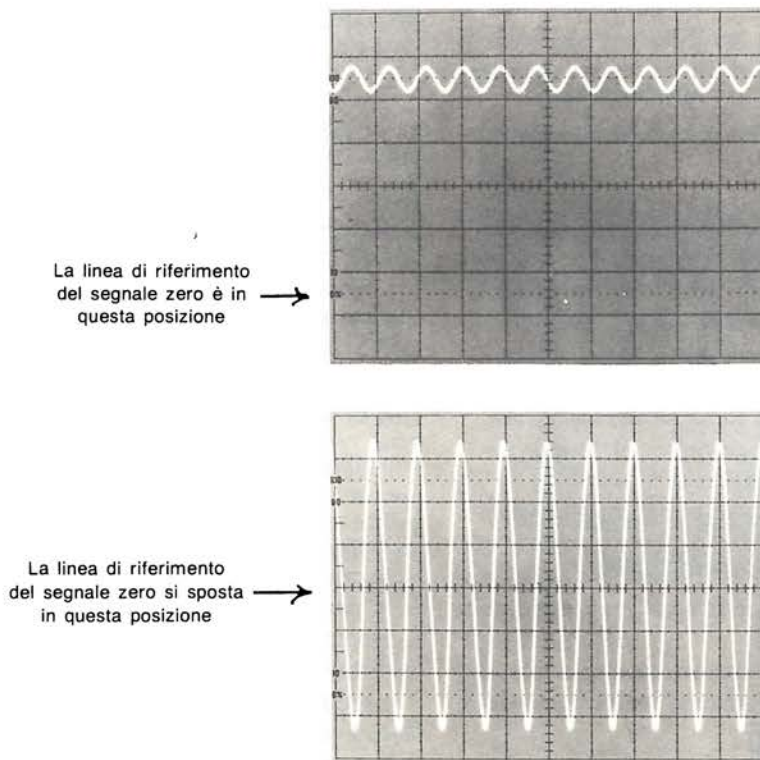 La linea di riferimento
del segnale zero è in
questa posizione
La linea di riferimento
del segnale zero si sposta
in questa posizione